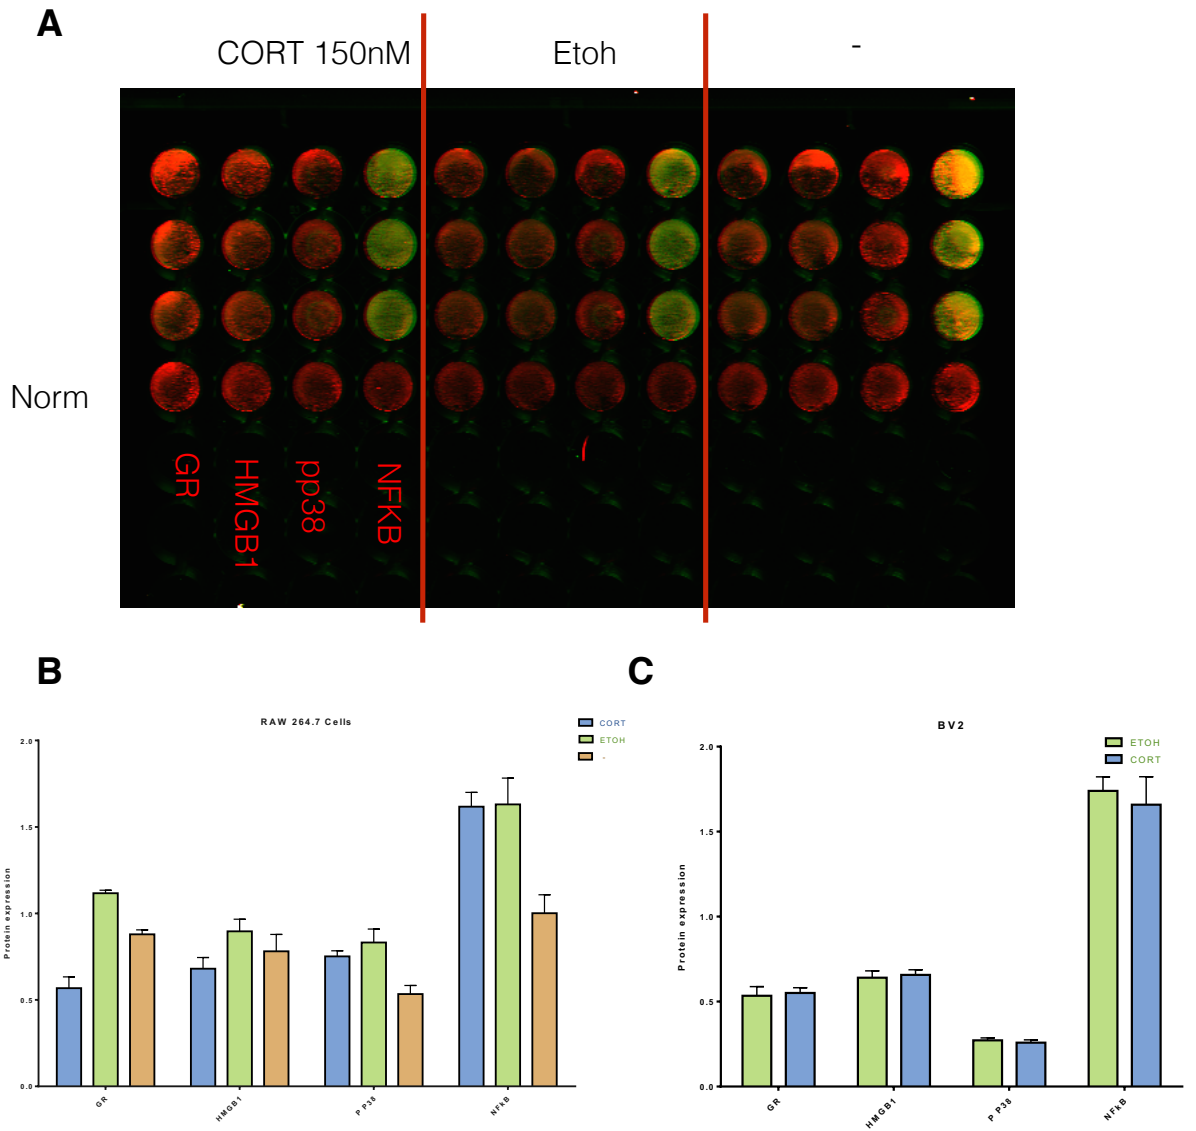 A
CORT 150nM
Etoh
-
Norm
GR
HMGB1
pp38
NFKB
B
RAW 264.7 Cells
CORT
ETOH
-
Protein expression
2.0
1.5
1.0
0.5
0.0
GR
HMGB1
P P38
NFkB
C
BV2
ETOH
CORT
Protein expression
2.0
1.5
1.0
0.5
0.0
GR
HMGB1
P P38
NFkB